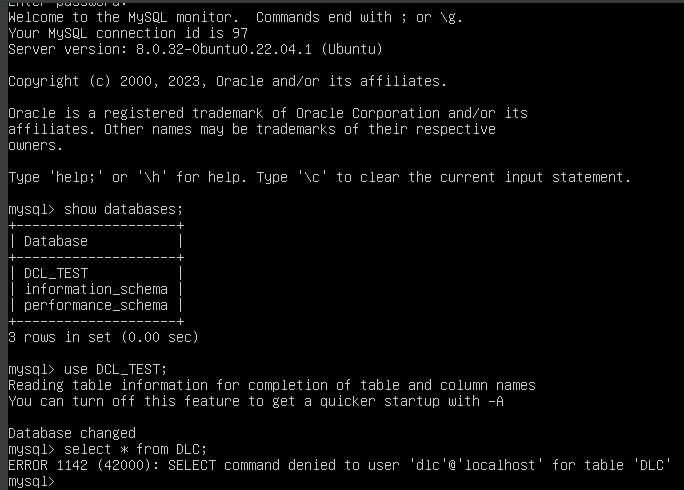 Enter password:
Welcome to the MySQL monitor.  Commands end with ; or \g.
Your MySQL connection id is 97
Server version: 8.0.32-0buntu0.22.04.1 (Ubuntu)
Copyright (c) 2000, 2023, Oracle and/or its affiliates.
Oracle is a registered trademark of Oracle Corporation and/or its
affiliates. Other names may be trademarks of their respective
owners.
Type 'help;' or '\h' for help. Type '\c' to clear the current input statement.
mysql> show databases;
+--------------------+
| Database           |
+--------------------+
| DCL_TEST           |
| information_schema |
| performance_schema |
+--------------------+
3 rows in set (0.00 sec)
mysql> use DCL_TEST;
Reading table information for completion of table and column names
You can turn off this feature to get a quicker startup with -A
Database changed
mysql> select * from DLC;
ERROR 1142 (42000): SELECT command denied to user 'dlc'@'localhost' for table 'DLC'
mysql>